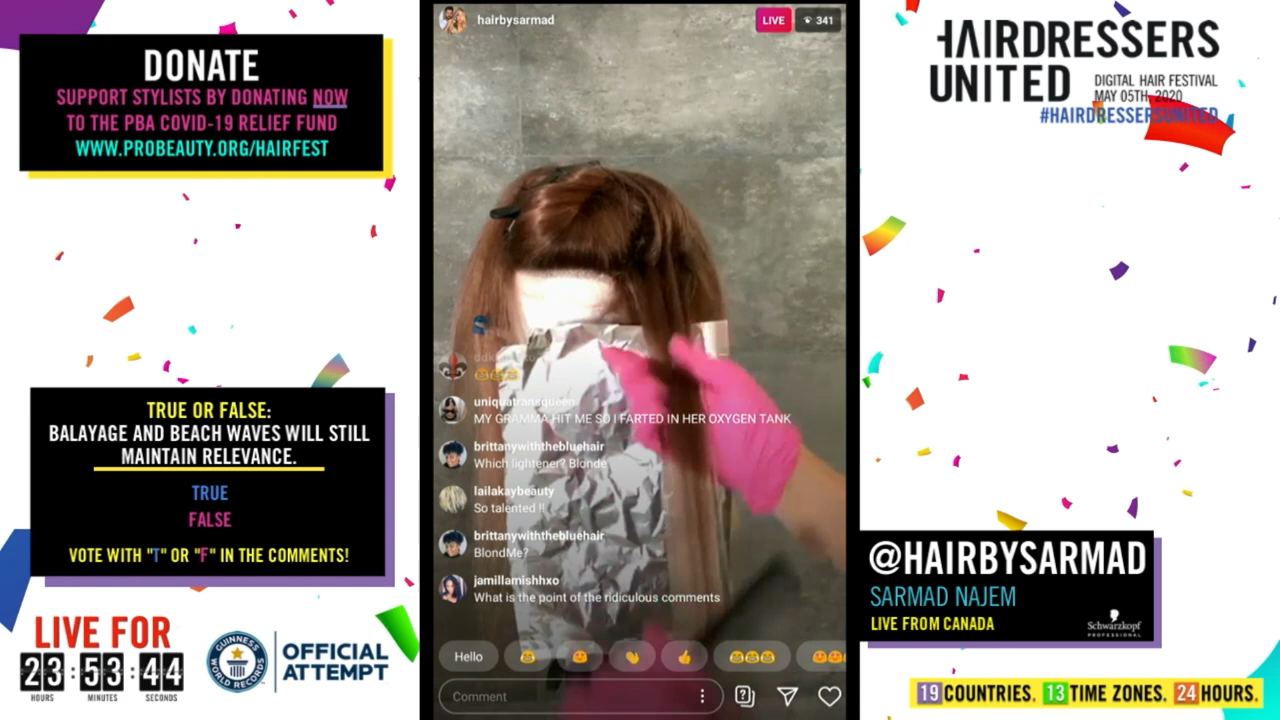 DONATE
SUPPORT STYLISTS BY DONATING NOW
TO THE PBA COVID-19 RELIEF FUND
WWW.PROBEAUTY.ORG/HAIRFEST
TRUE OR FALSE:
BALAYAGE AND BEACH WAVES WILL STILL
MAINTAIN RELEVANCE.
TRUE
FALSE
VOTE WITH "T" OR "F" IN THE COMMENTS!
LIVE FOR
23:53:44
HOURS MINUTES SECONDS
GUINNESS WORLD RECORDS
OFFICIAL
ATTEMPT
hairbysarmad
LIVE 341
uniquatransqueen
MY GRAMMA HIT ME SO I FARTED IN HER OXYGEN TANK
brittanywiththebluehair
Which lightener? Blonde
lailakaybeauty
So talented !!
brittanywiththebluehair
BlondMe?
jamillamishhxo
What is the point of the ridiculous comments
Hello
Comment
HAIRDRESSERS
UNITED
DIGITAL HAIR FESTIVAL
MAY 05TH, 2020
#HAIRDRESSERSUNITED
@HAIRBYSARMAD
SARMAD NAJEM
LIVE FROM CANADA
Schwarzkopf
PROFESSIONAL
19 COUNTRIES. 13 TIME ZONES. 24 HOURS.